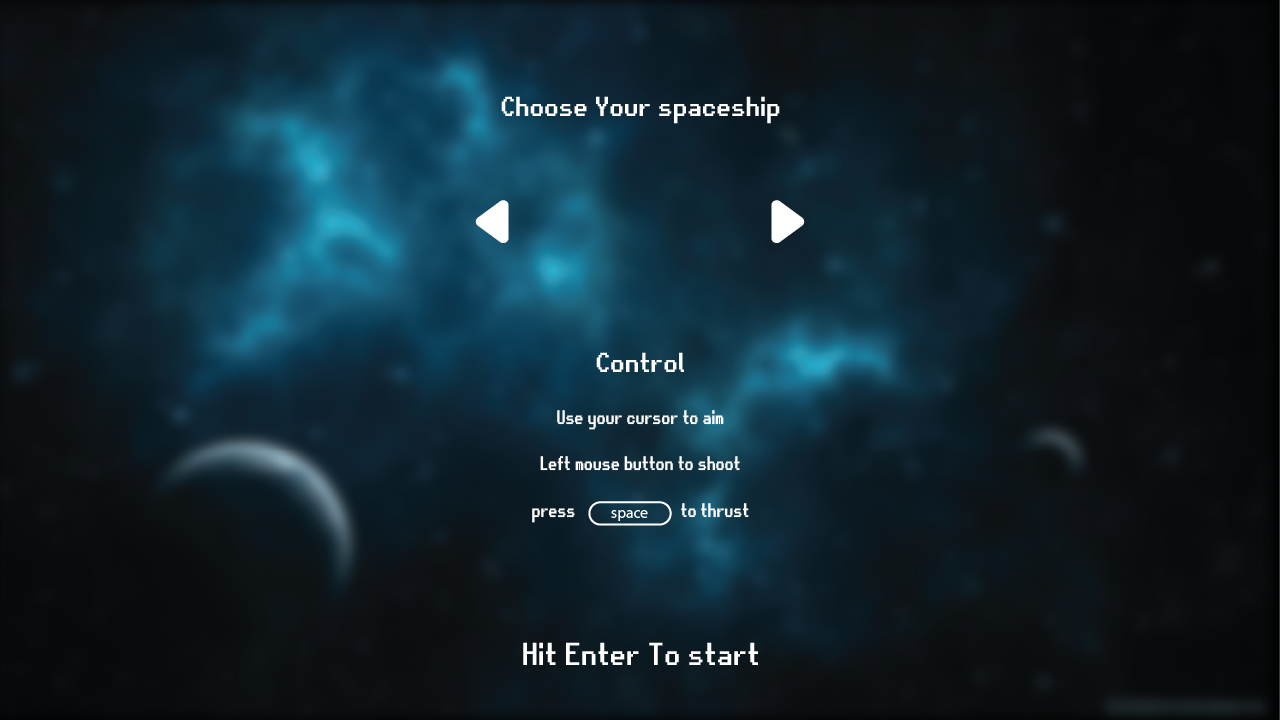 Choose Your spaceship
Control
Use your cursor to aim
Left mouse button to shoot
press space to thrust
Hit Enter To start